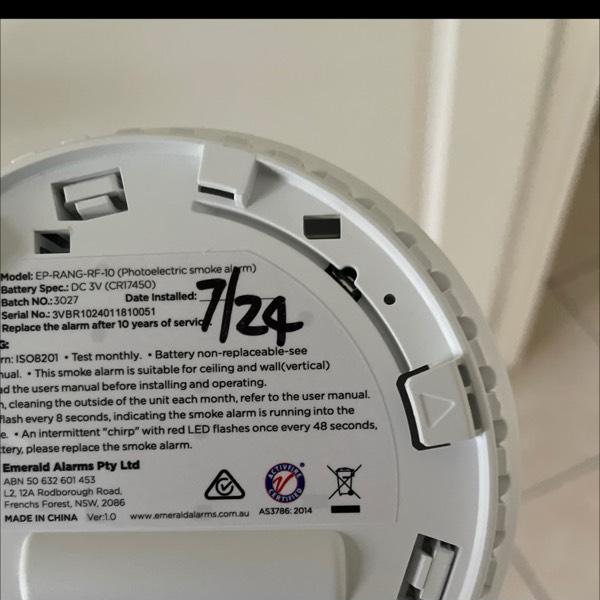 Model: EP-RANG-RF-10 (Photoelectric smoke alarm)
Battery Spec.: DC 3V (CR17450)
Batch NO.: 3027 Date Installed: 7/24
Serial No.: 3VBR1024011810051
Replace the alarm after 10 years of service
G:
rn: ISO8201 • Test monthly. • Battery non-replaceable-see
nual. • This smoke alarm is suitable for ceiling and wall(vertical)
ad the users manual before installing and operating.
n, cleaning the outside of the unit each month, refer to the user manual.
flash every 8 seconds, indicating the smoke alarm is running into the
e. • An intermittent "chirp" with red LED flashes once every 48 seconds,
ttery, please replace the smoke alarm.
Emerald Alarms Pty Ltd
ABN 50 632 601 453
L2, 12A Rodborough Road,
Frenchs Forest, NSW, 2086
MADE IN CHINA Ver:1.0 www.emeraldalarms.com.au
ACTIVFIRE CERTIFIED
AS3786: 2014